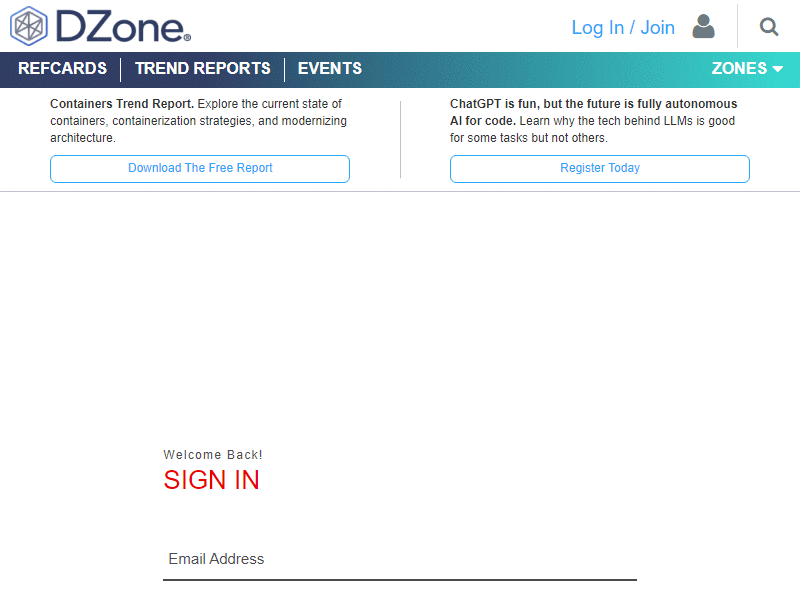 DZone®
Log In / Join
REFCARDS
TREND REPORTS
EVENTS
ZONES
Containers Trend Report. Explore the current state of
containers, containerization strategies, and modernizing
architecture.
Download The Free Report
ChatGPT is fun, but the future is fully autonomous
AI for code. Learn why the tech behind LLMs is good
for some tasks but not others.
Register Today
Welcome Back!
SIGN IN
Email Address